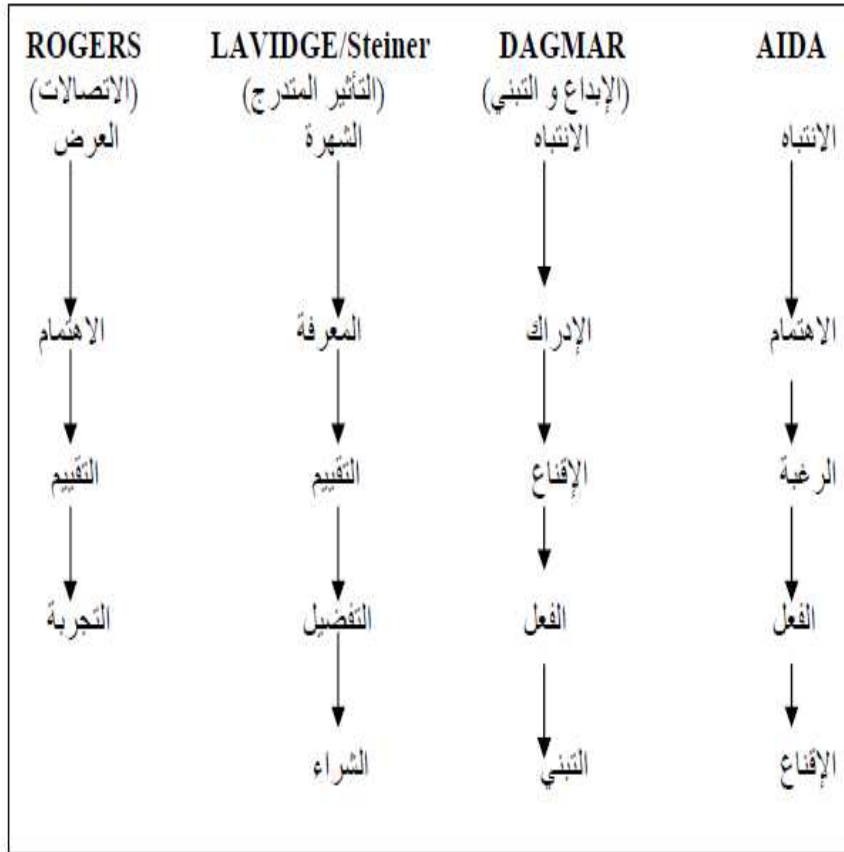 ROGERS LAVIDGE/Steiner DAGMAR AIDA
(الاتصالات) (التأثير المتدرج) (الإبداع و التبني)
العرض الشهرة الانتباه الانتباه
الاهتمام المعرفة الإدراك الاهتمام
التقييم التقييم الإقناع الرغبة
التجربة التفضيل الفعل الفعل
الشراء التبني الإقناع